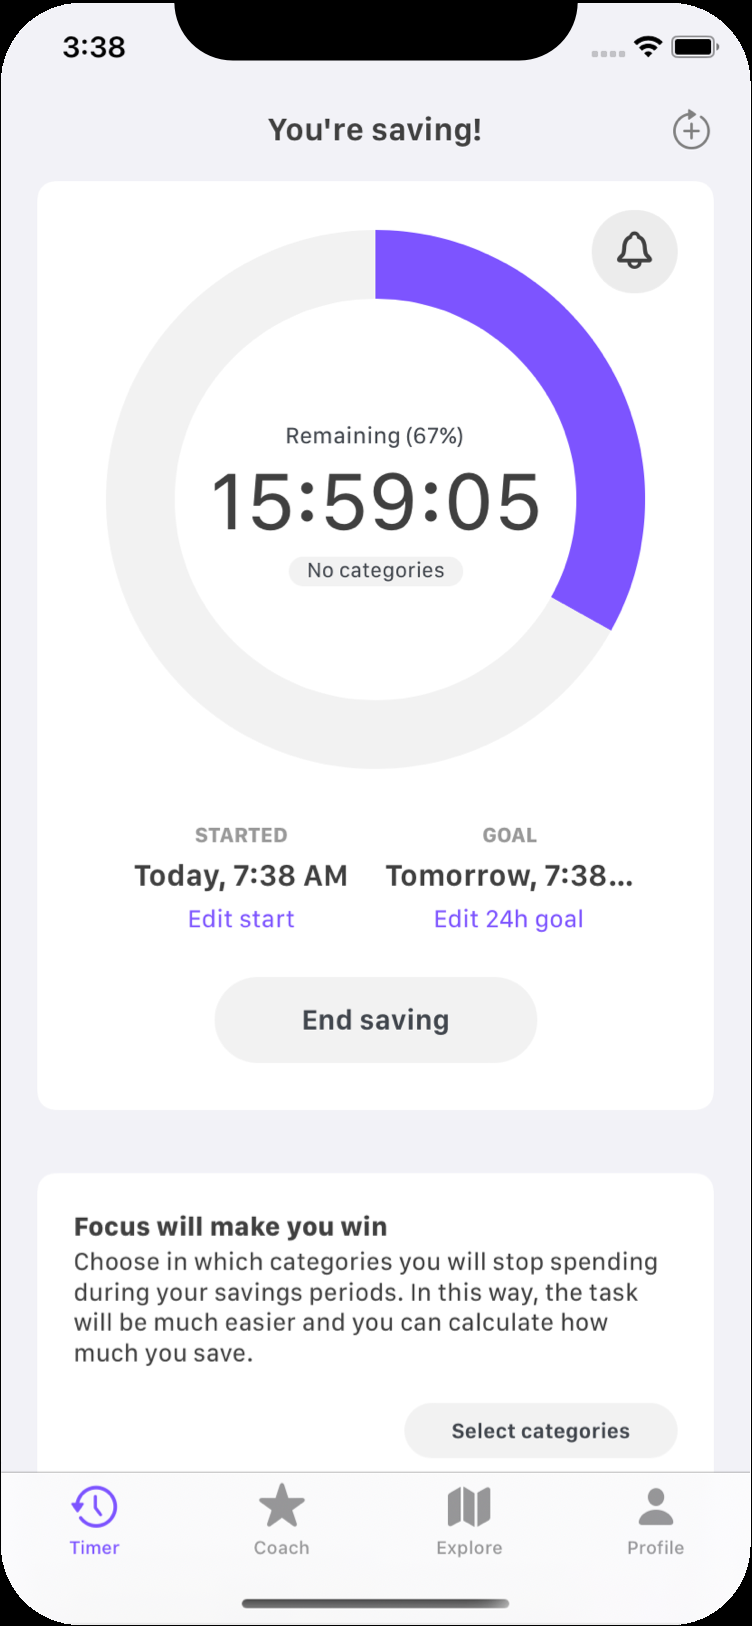 3:38
You're saving!
Remaining (67%)
15:59:05
No categories
STARTED
GOAL
Today, 7:38 AM
Tomorrow, 7:38...
Edit start
Edit 24h goal
End saving
Focus will make you win
Choose in which categories you will stop spending
during your savings periods. In this way, the task
will be much easier and you can calculate how
much you save.
Select categories
Timer
Coach
Explore
Profile